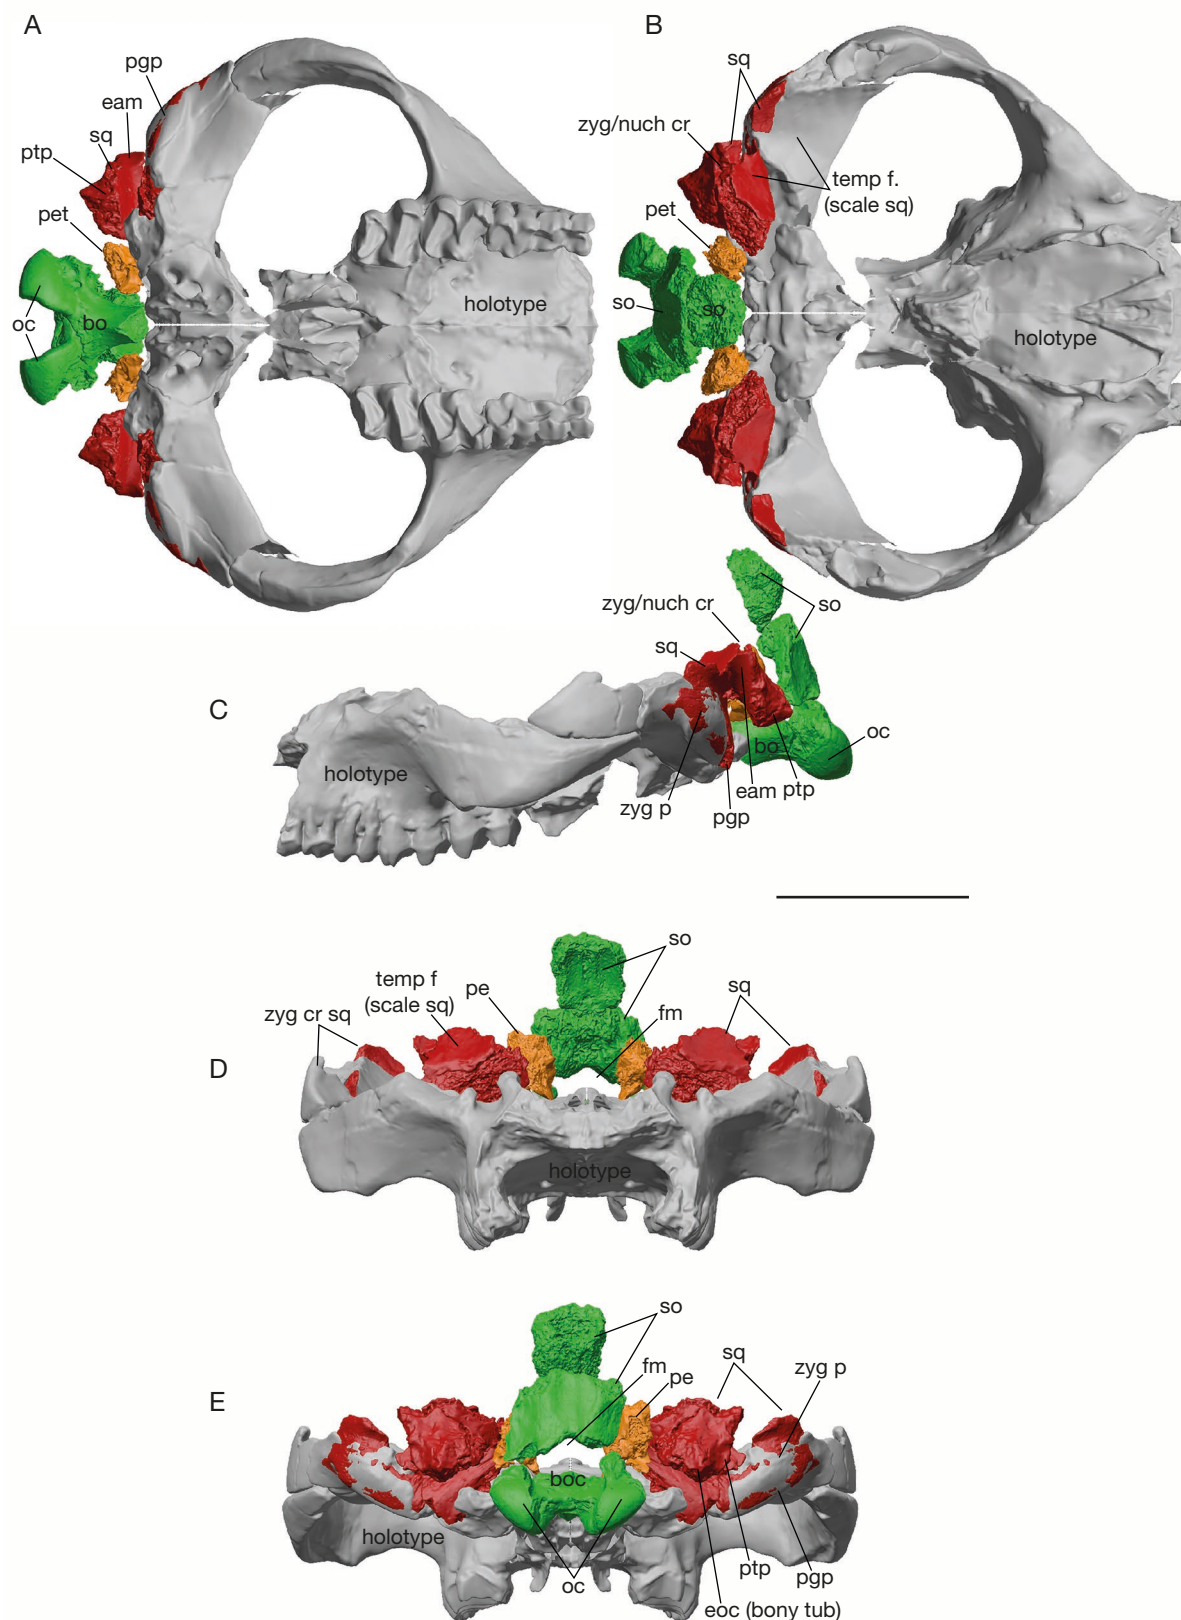 A
pgp
eam
sq
ptp
pet
oc
bo
holotype
B
sq
zyg/nuch cr
temp f.
(scale sq)
pet
so
so
holotype
C
zyg/nuch cr
so
sq
holotype
bo
oc
zyg p
eam
ptp
pgp
D
so
temp f
(scale sq)
pe
sq
zyg cr sq
fm
holotype
E
so
fm
pe
sq
zyg p
boc
holotype
oc
ptp
pgp
eoc (bony tub)